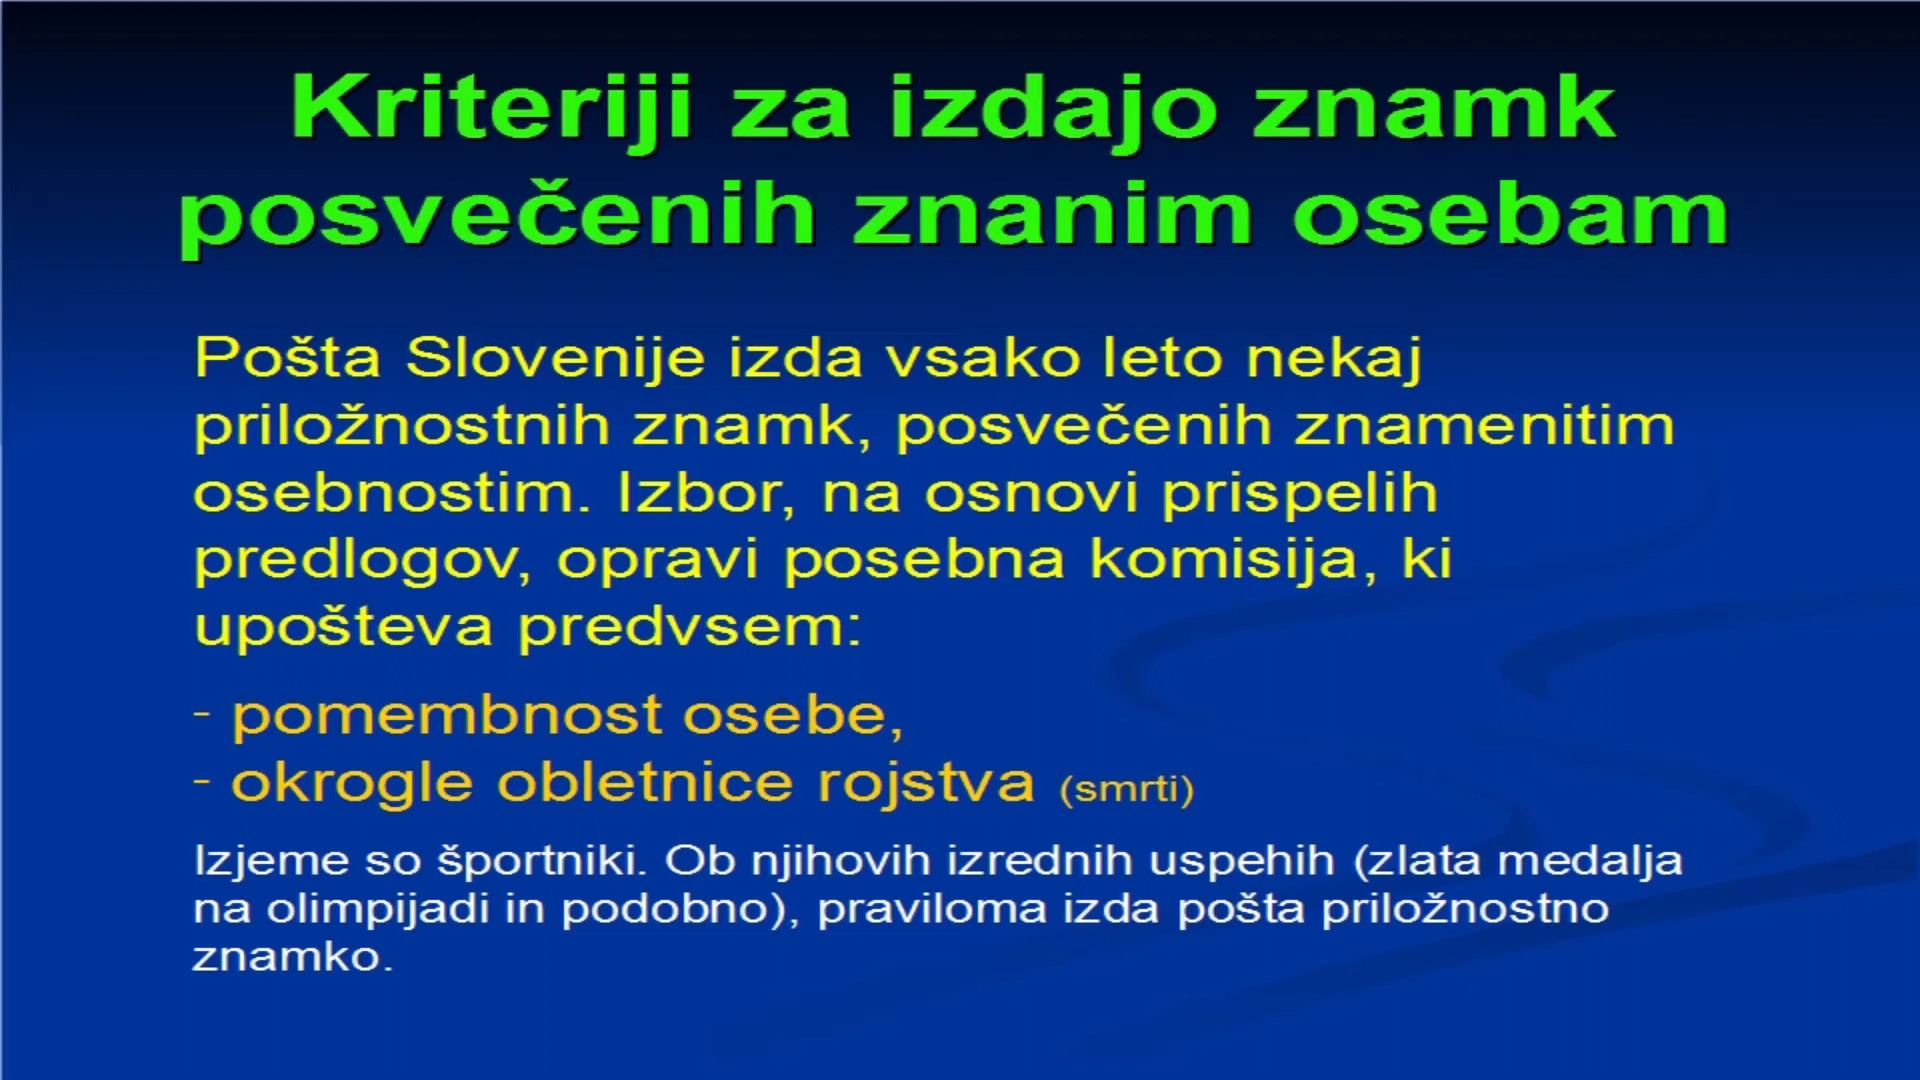 Kriteriji za izdajo znamk
posvečenih znanim osebam
Pošta Slovenije izda vsako leto nekaj
priložnostnih znamk, posvečenih znamenitim
osebnostim. Izbor, na osnovi prispelih
predlogov, opravi posebna komisija, ki
upošteva predvsem:
- pomembnost osebe,
- okrogle obletnice rojstva (smrti)
Izjeme so športniki. Ob njihovih izrednih uspehih (zlata medalja
na olimpijadi in podobno), praviloma izda pošta priložnostno
znamko.